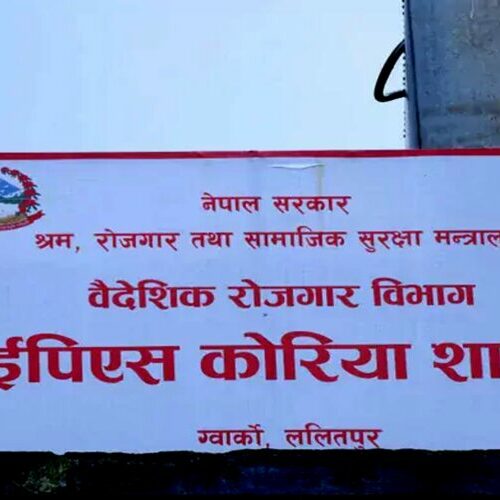 नेपाल सरकार
श्रम, रोजगार तथा सामाजिक सुरक्षा मन्त्राल
वैदेशिक रोजगार विभाग
ईपिएस कोरिया शा
ग्वार्को, ललितपुर